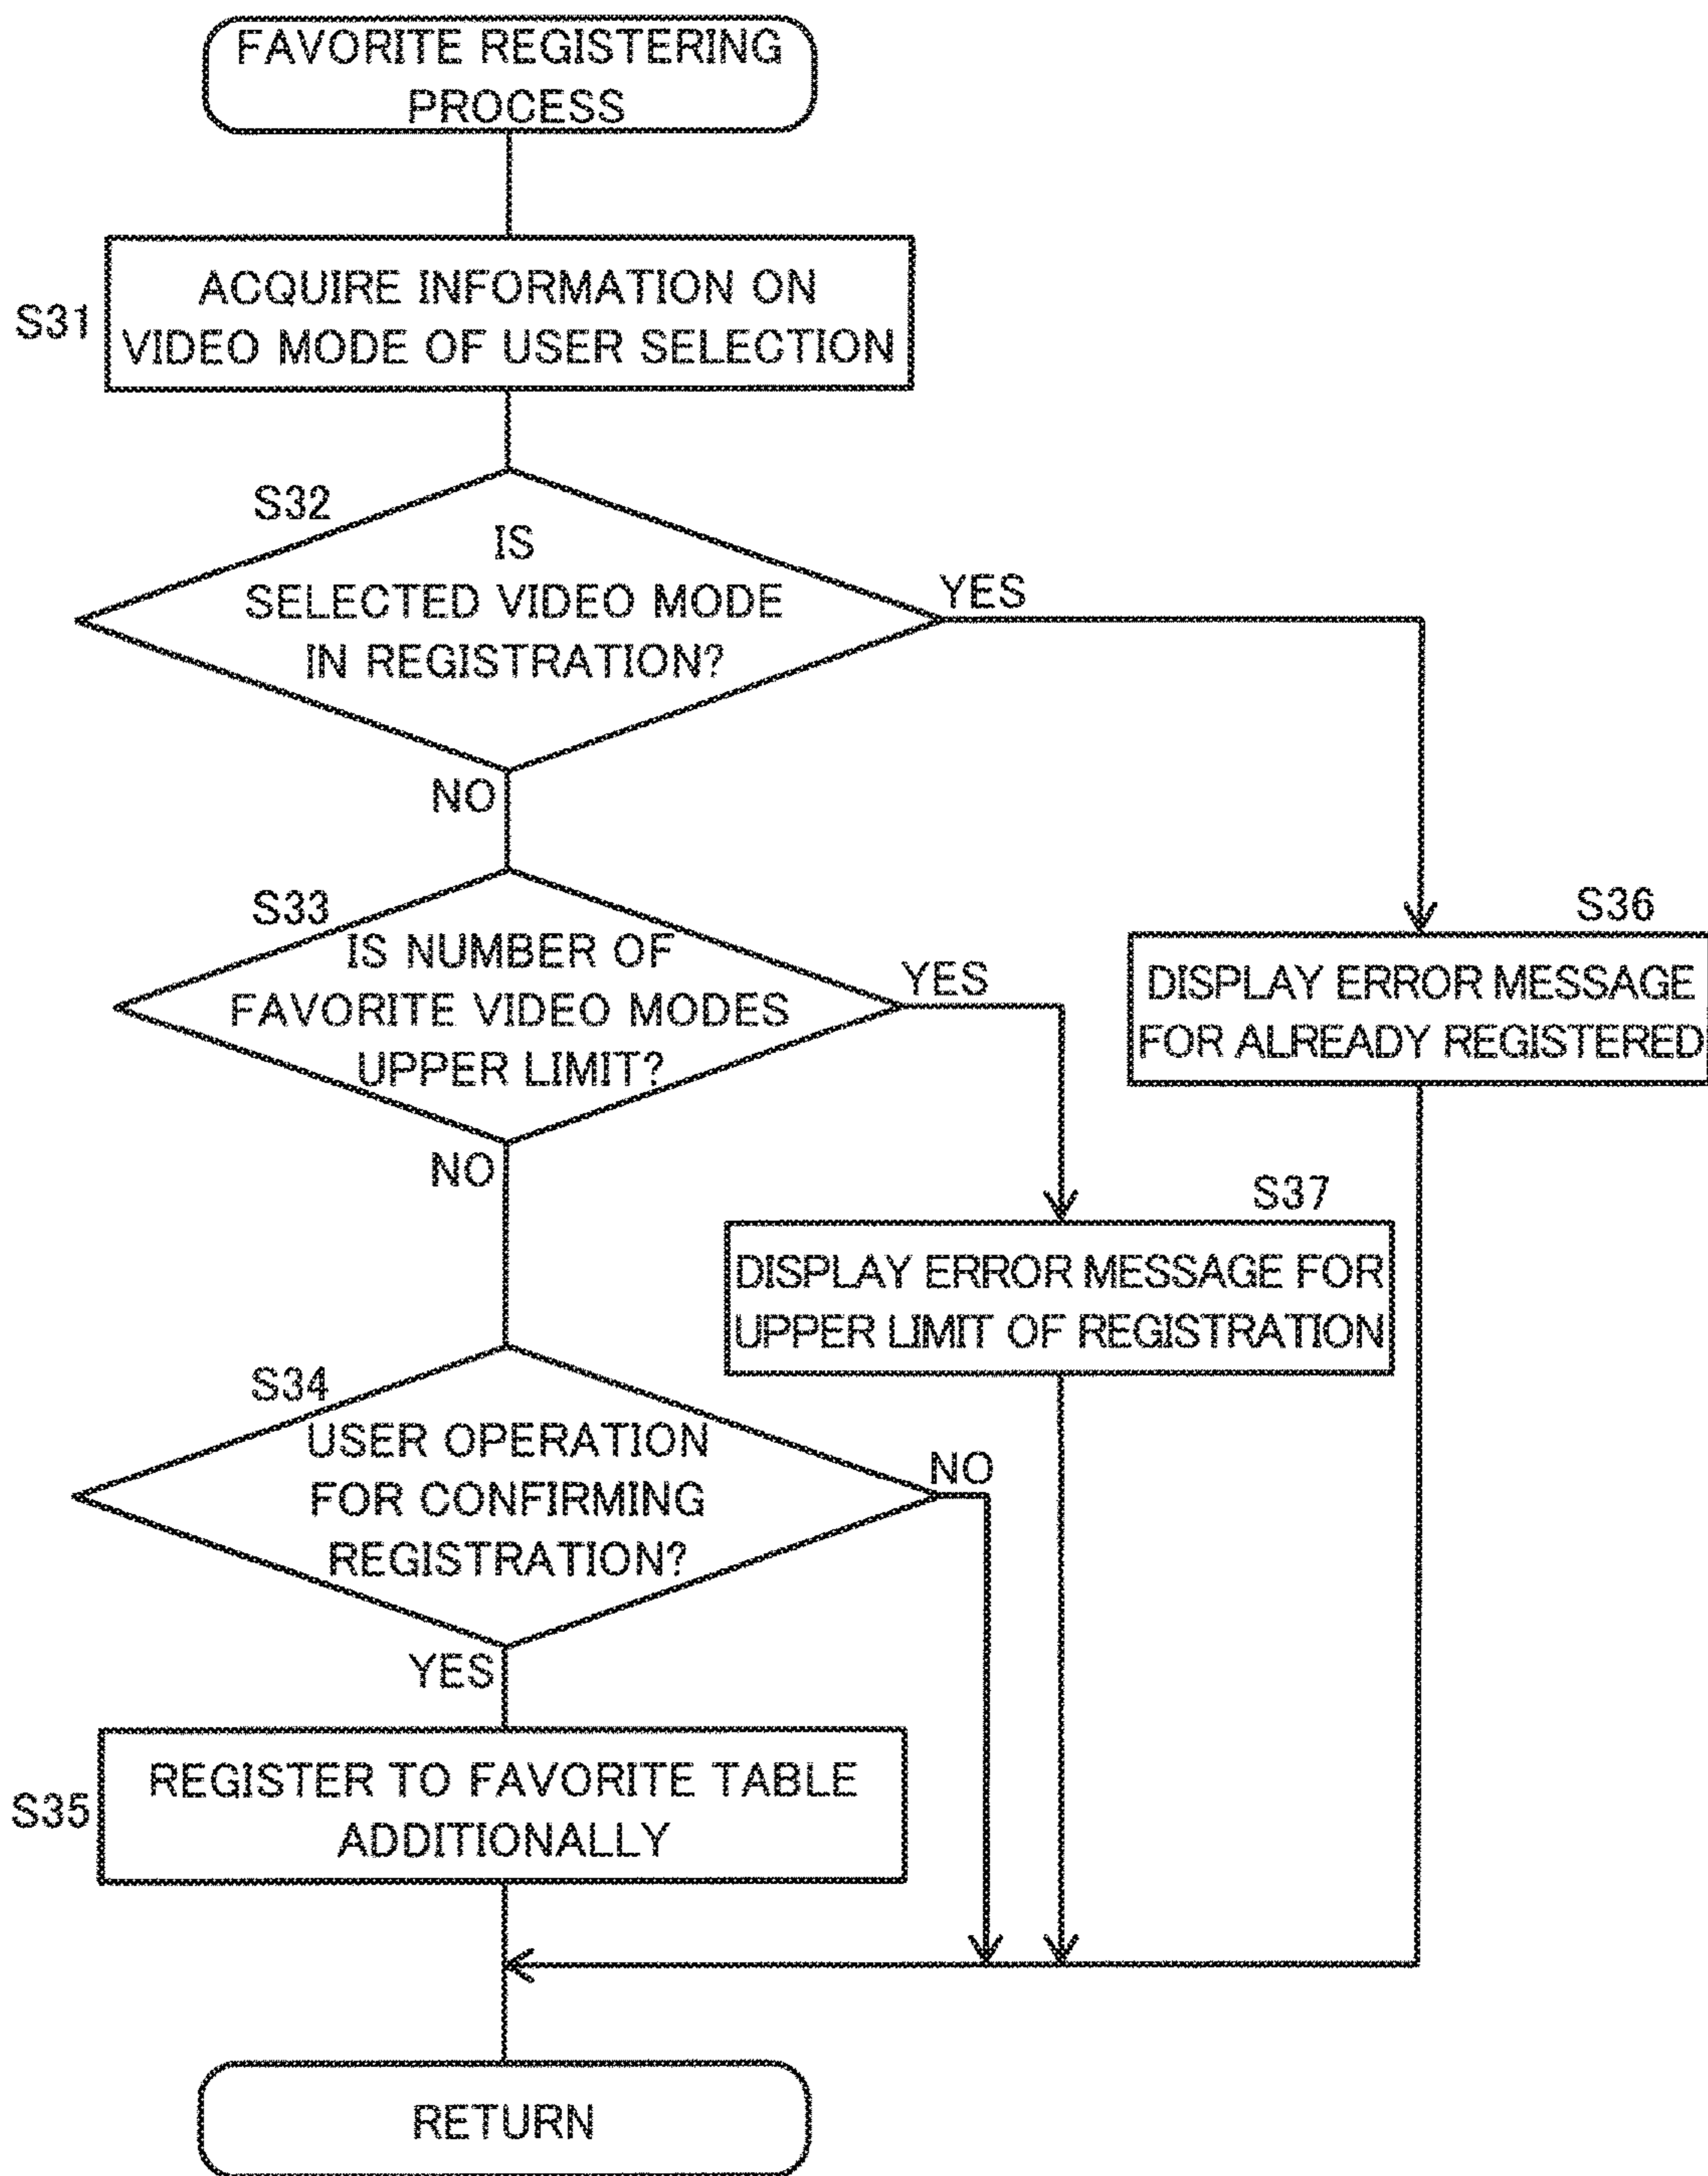 FAVORITE REGISTERING
PROCESS
S31
ACQUIRE INFORMATION ON
VIDEO MODE OF USER SELECTION
S32
IS
SELECTED VIDEO MODE
IN REGISTRATION?
YES
NO
S33
IS NUMBER OF
FAVORITE VIDEO MODES
UPPER LIMIT?
YES
NO
S36
DISPLAY ERROR MESSAGE
FOR ALREADY REGISTERED
S37
DISPLAY ERROR MESSAGE FOR
UPPER LIMIT OF REGISTRATION
S34
USER OPERATION
FOR CONFIRMING
REGISTRATION?
NO
YES
S35
REGISTER TO FAVORITE TABLE
ADDITIONALLY
RETURN